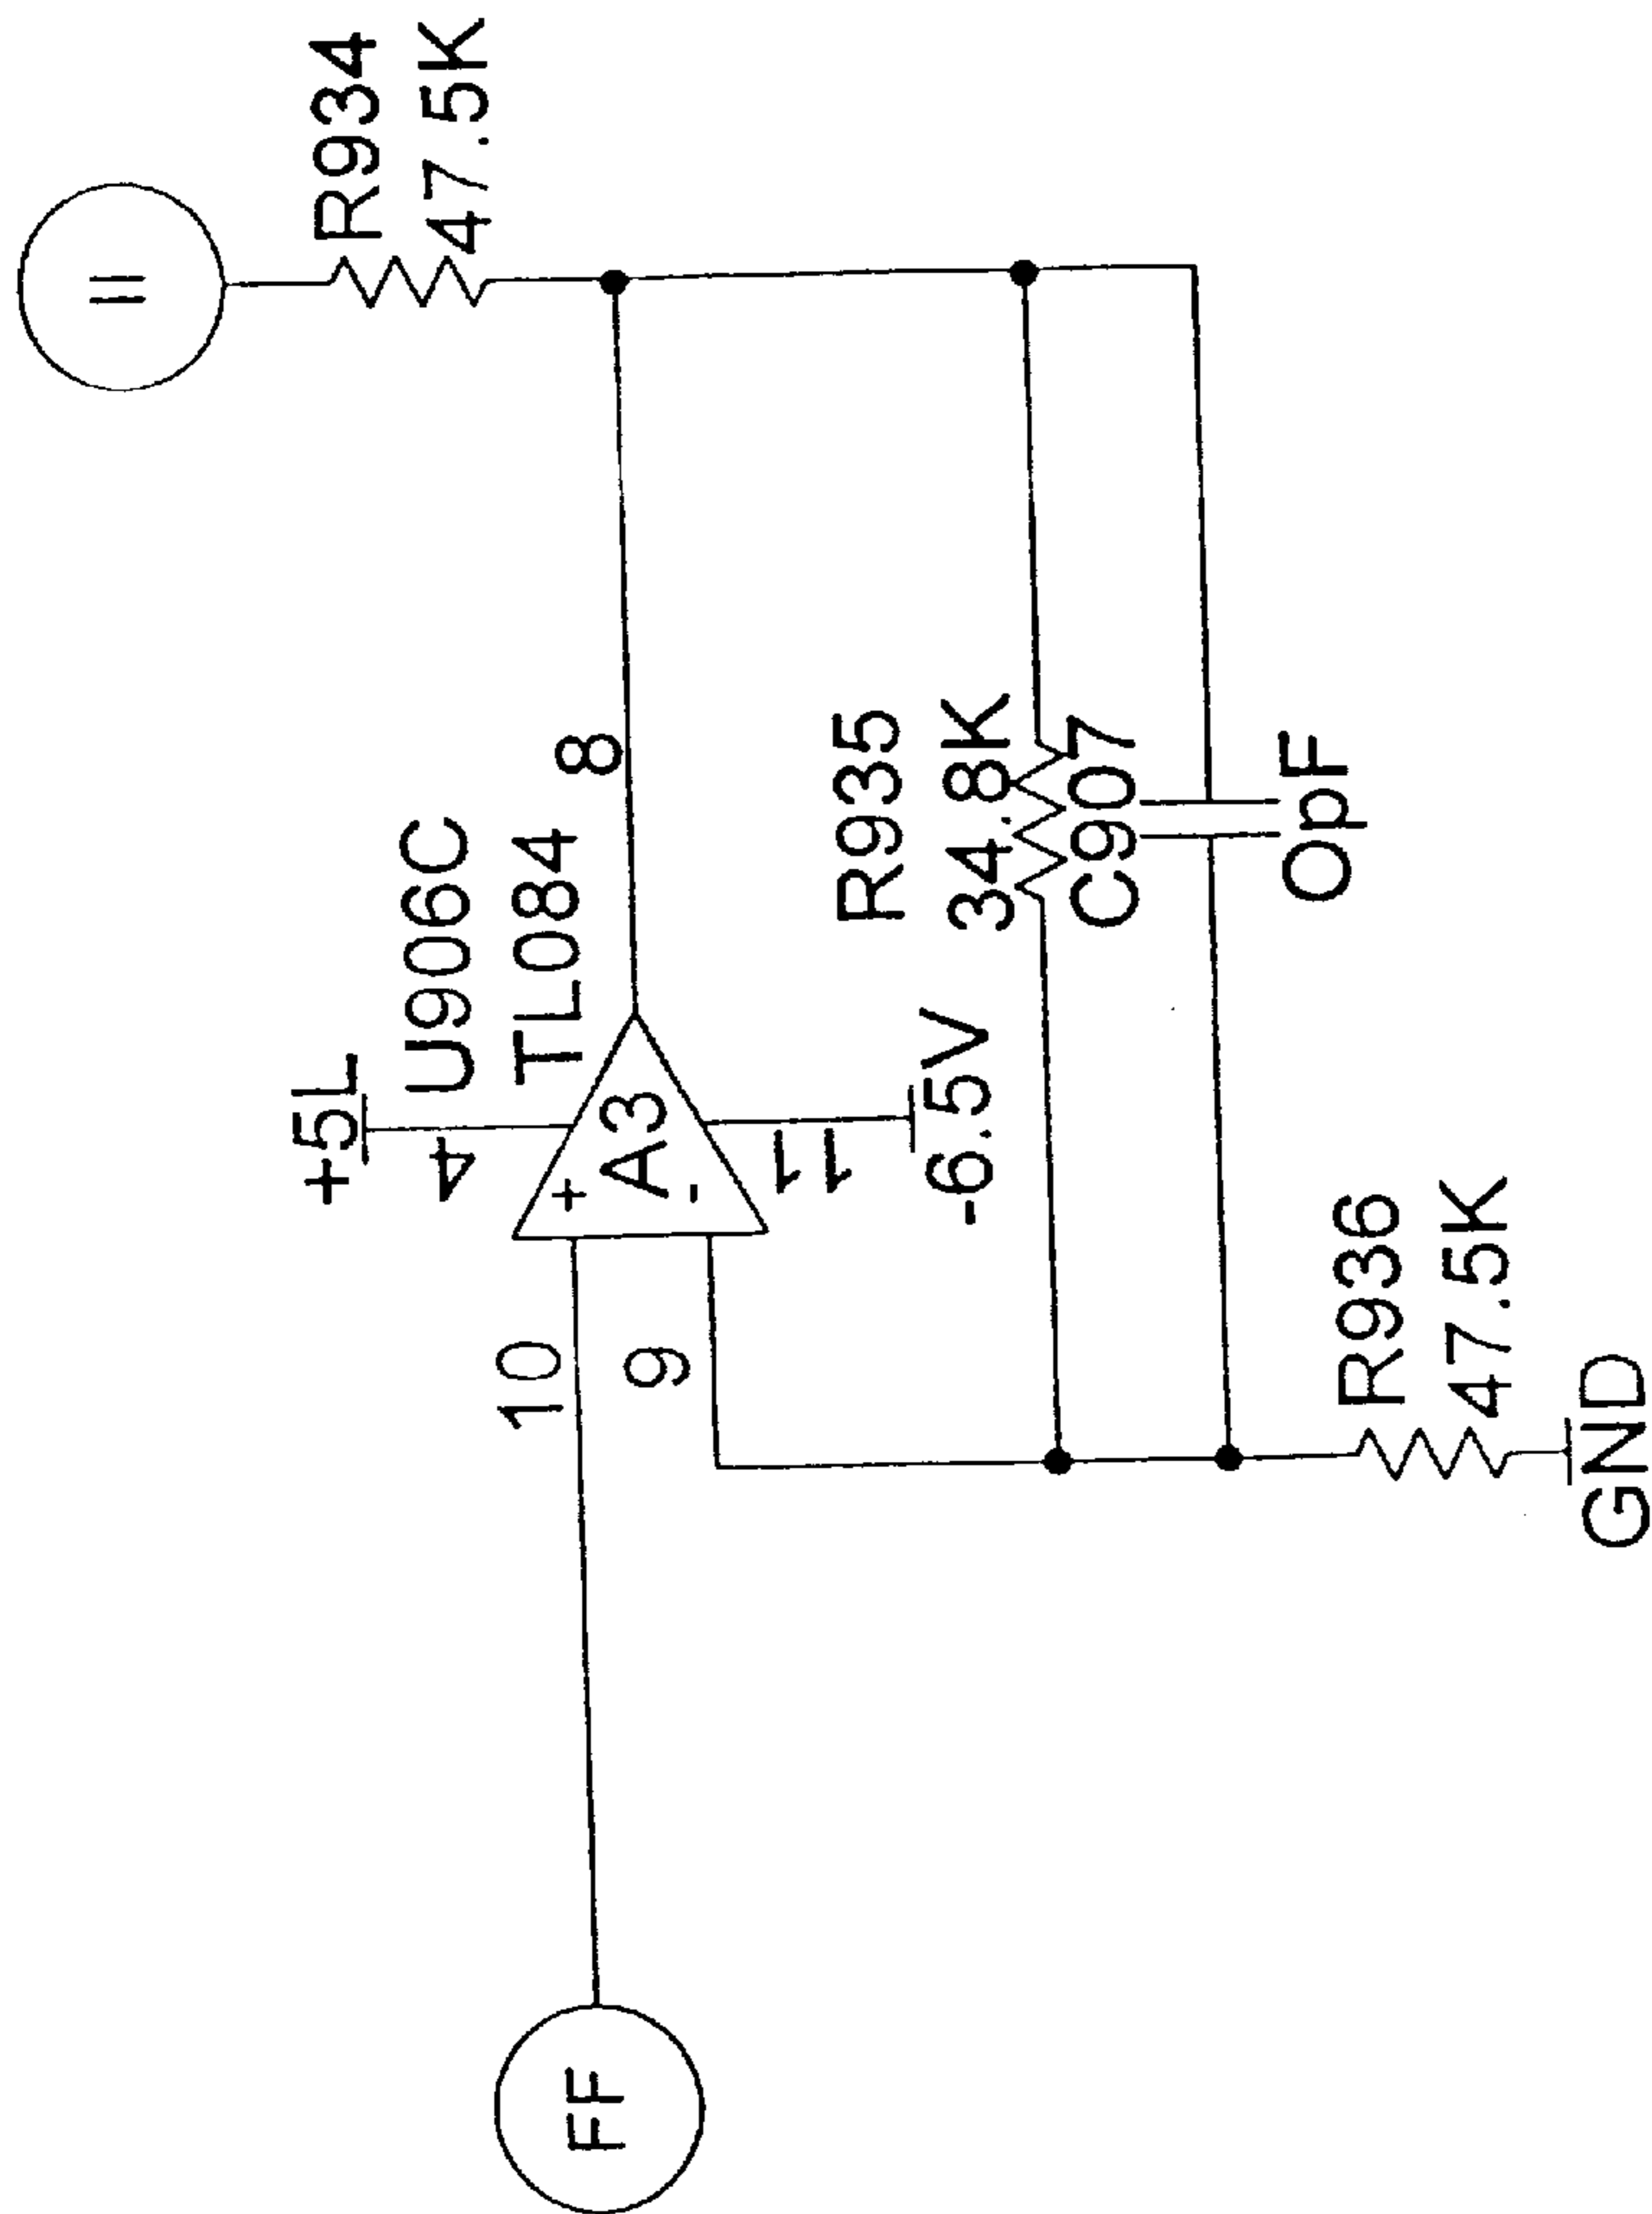 II
R934
47.5K
+5L
4
U906C
TL084
8
10
+
A3
-
9
11
-6.5V
R935
34.8K
C907
0pF
R936
47.5K
GND
FF